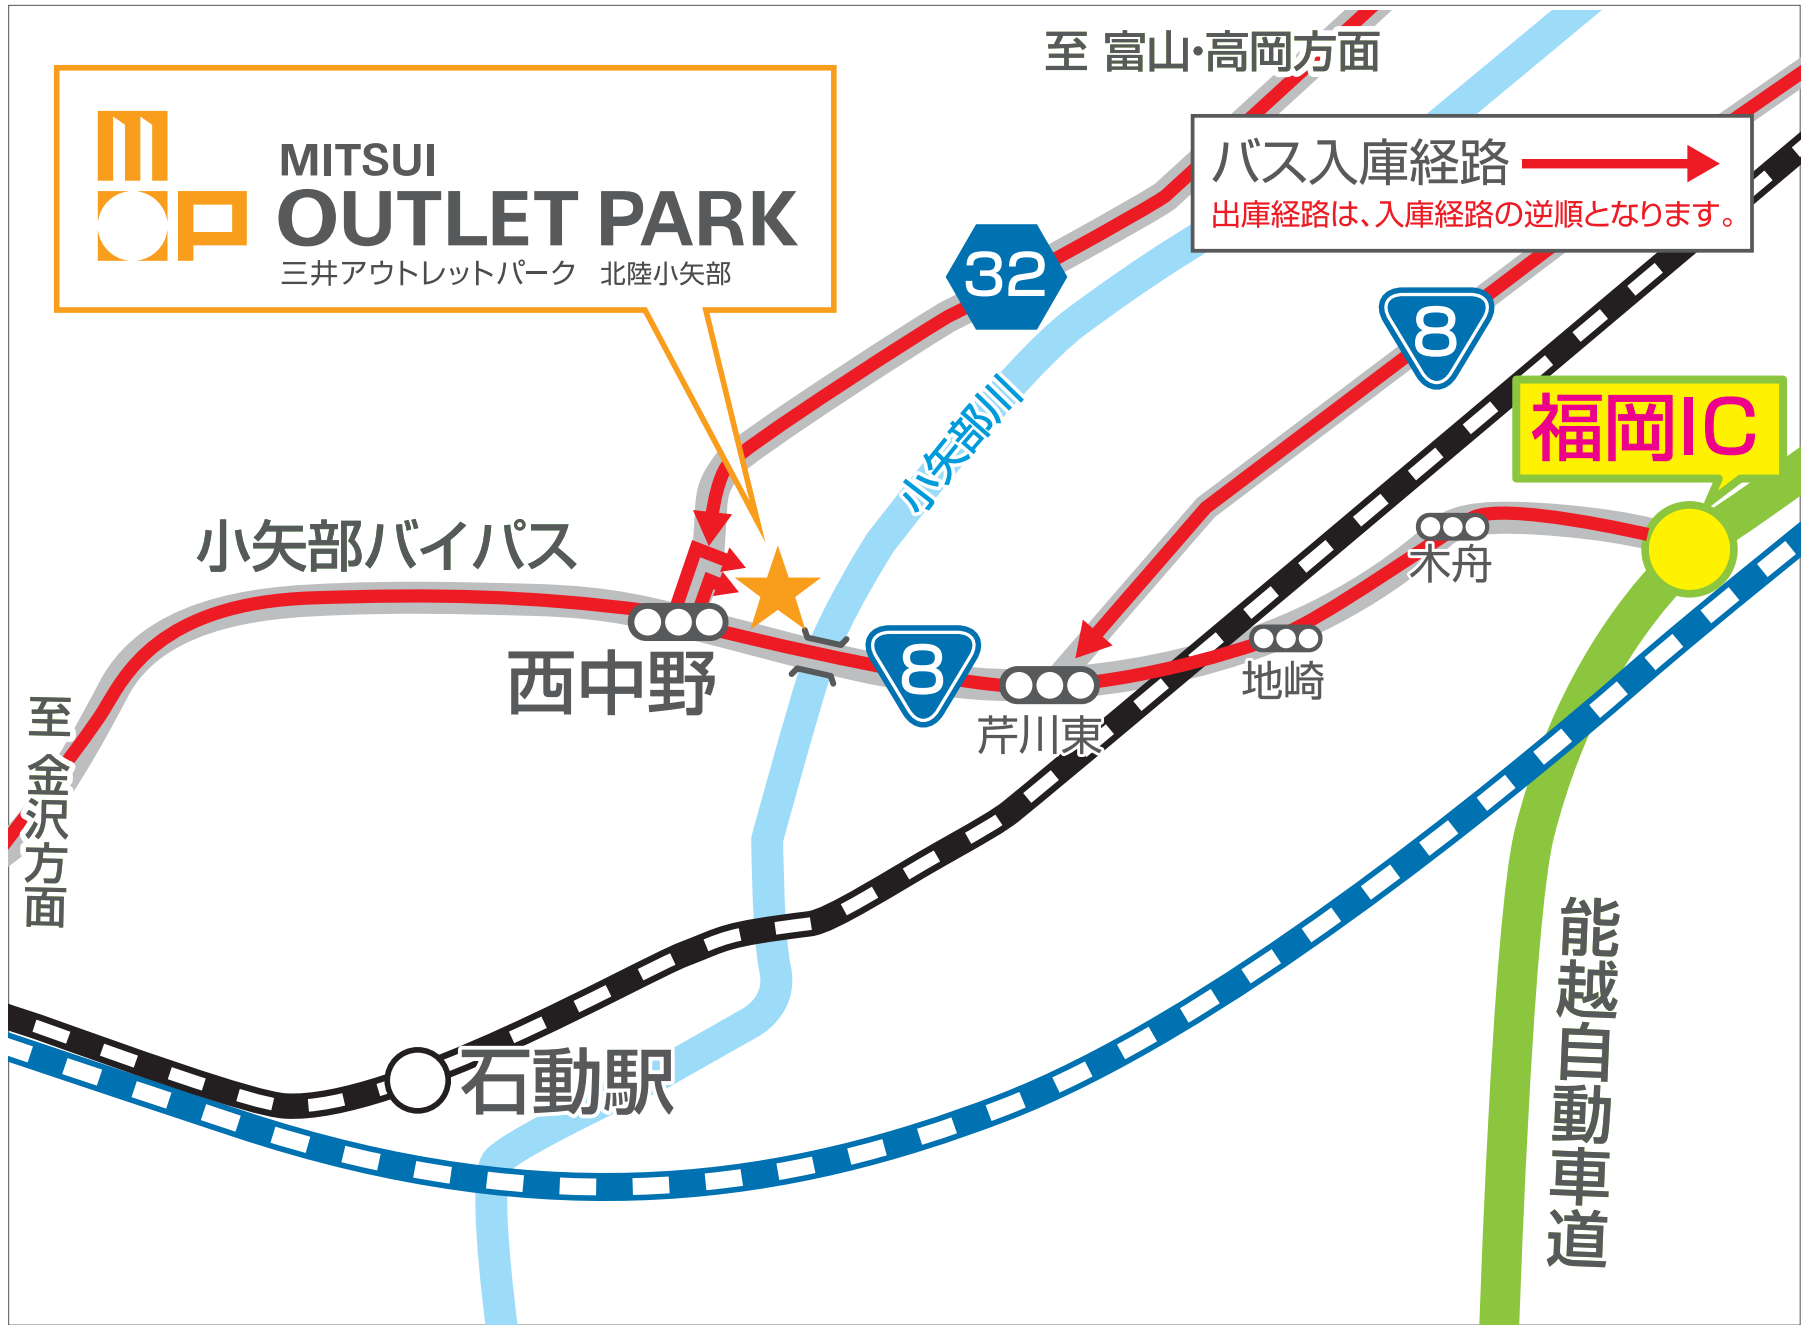 至 富山・高岡方面
MITSUI
OUTLET PARK
三井アウトレットパーク 北陸小矢部
バス入庫経路
出庫経路は、入庫経路の逆順となります。
32
8
小矢部川
福岡IC
小矢部バイパス
木舟
西中野
8
地崎
芹川東
至 金沢方面
能越自動車道
石動駅